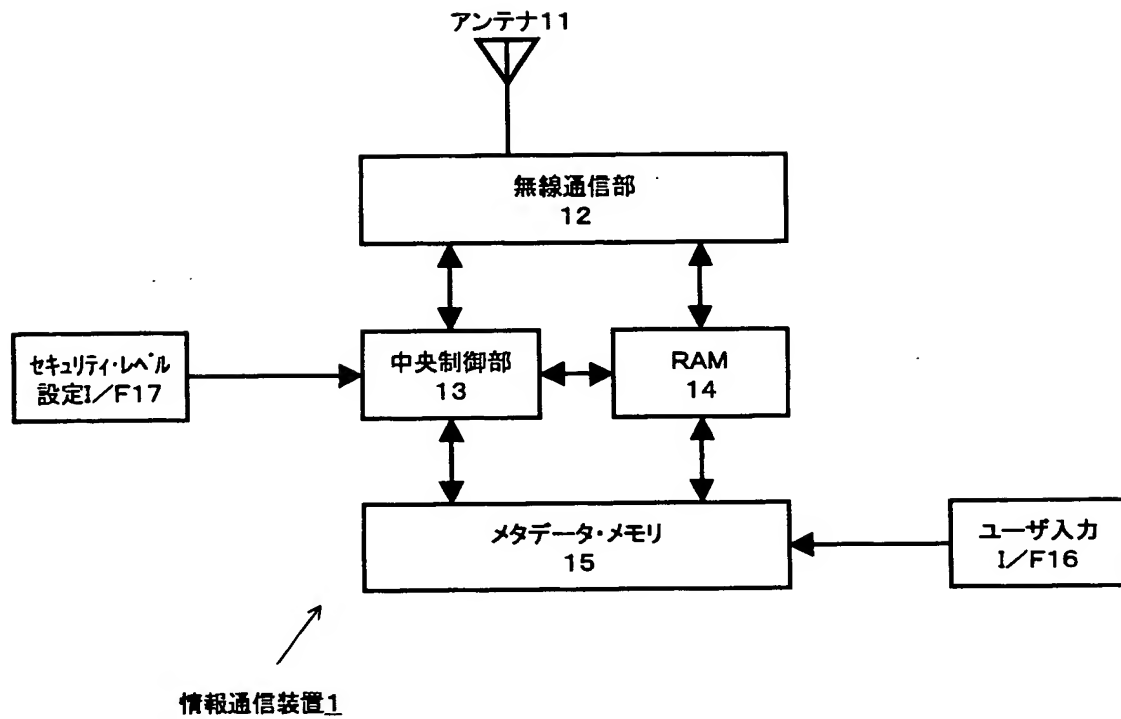 アンテナ11
無線通信部
12
セキュリティ・レベル
設定I/F17
中央制御部
13
RAM
14
メタデータ・メモリ
15
ユーザ入力
I/F16
情報通信装置1